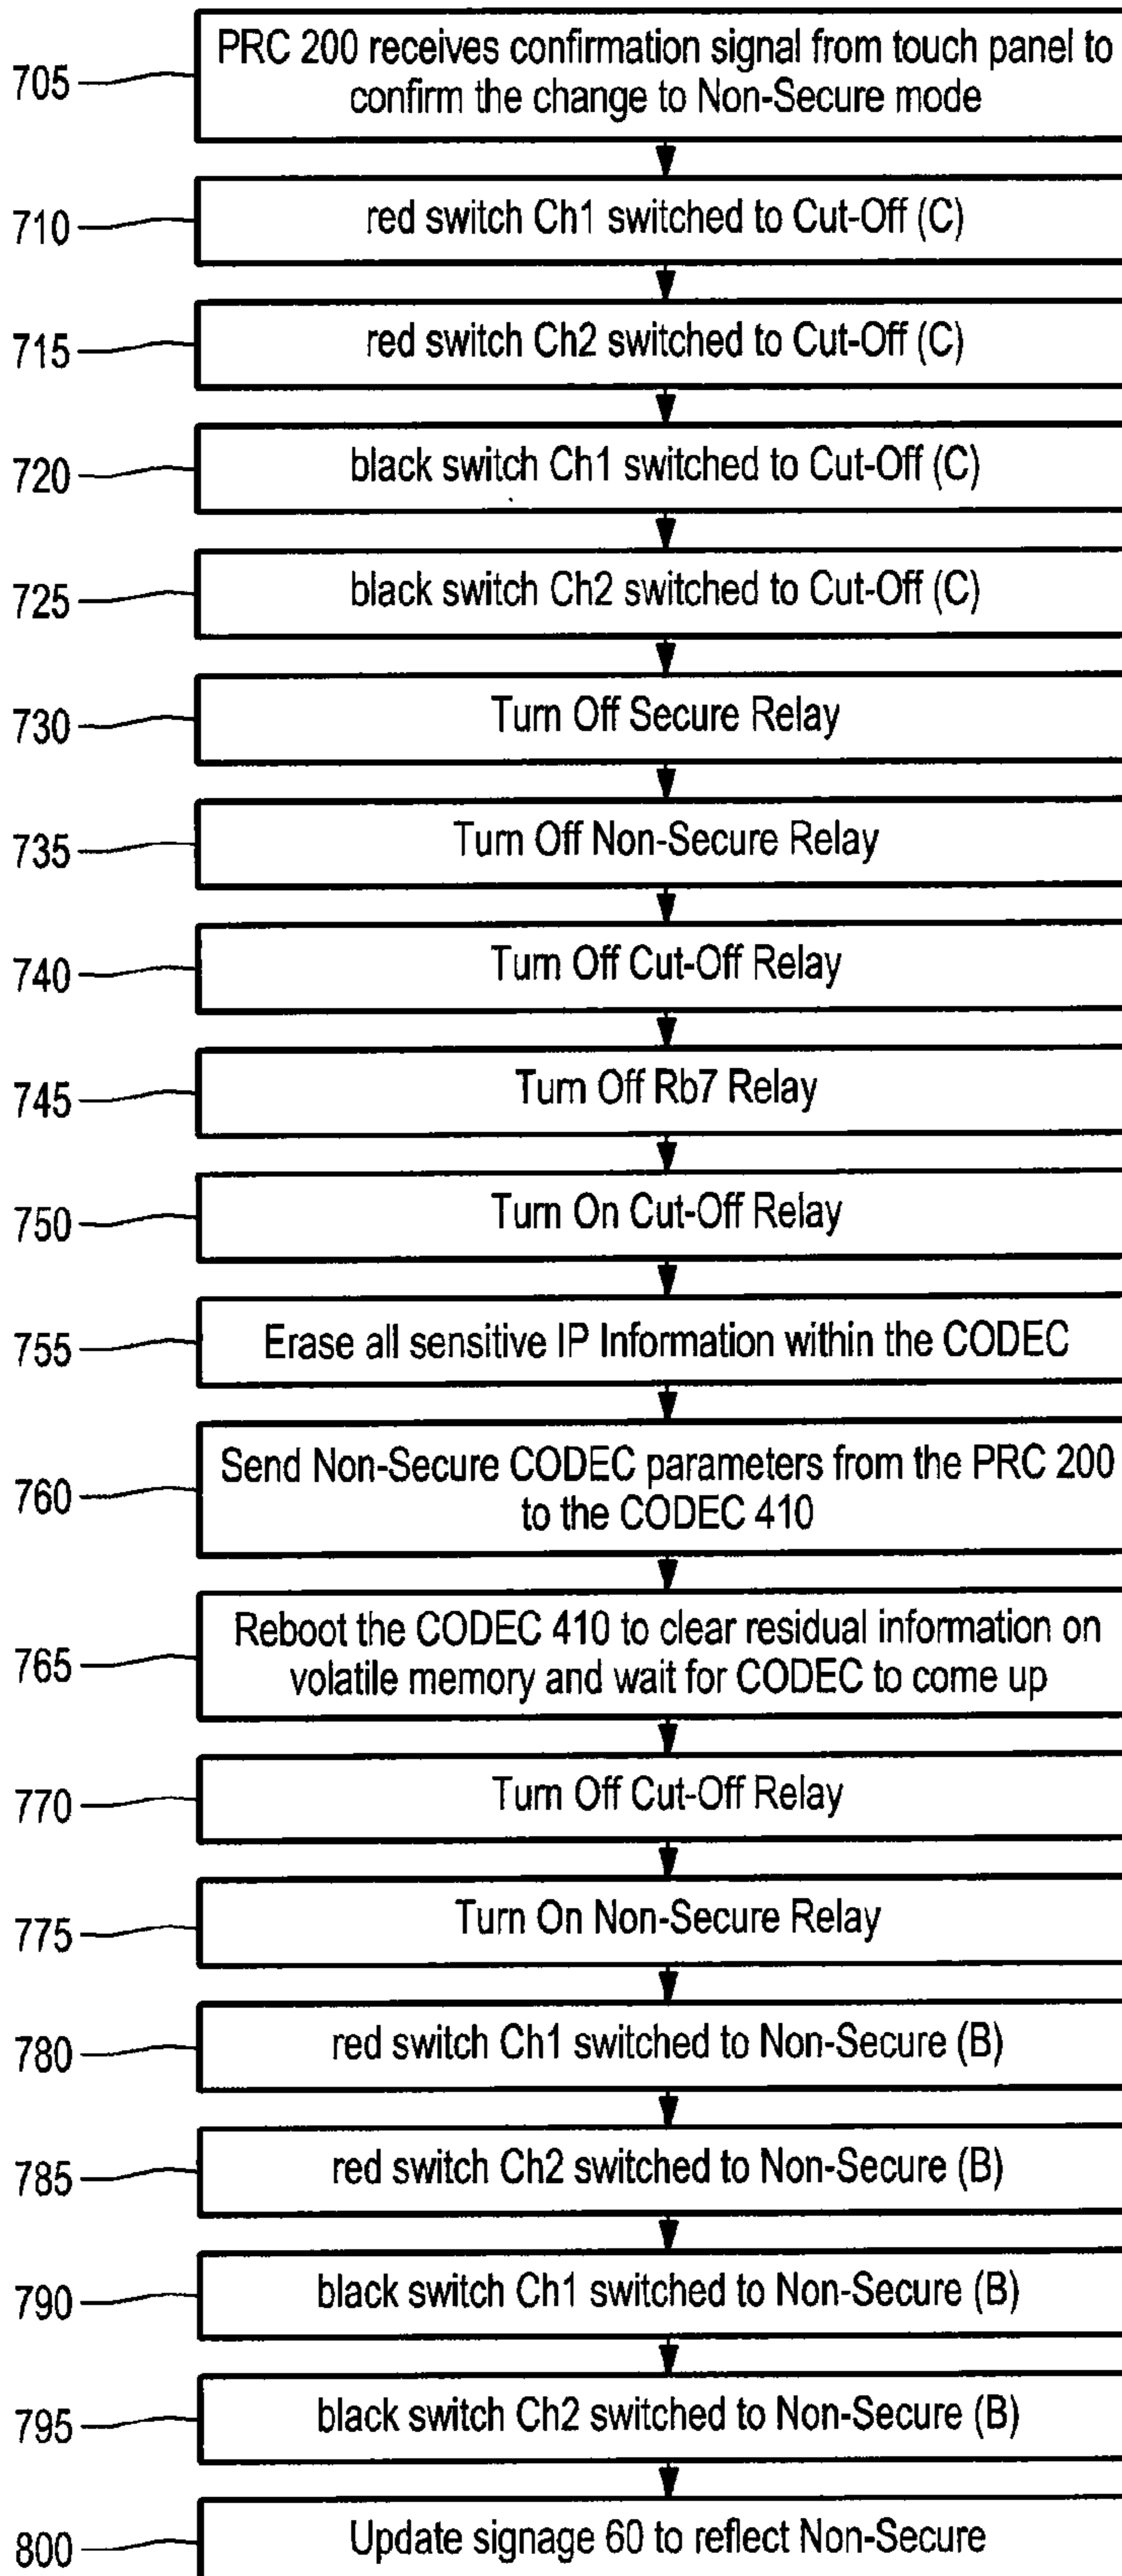 705
PRC 200 receives confirmation signal from touch panel to
confirm the change to Non-Secure mode
710
red switch Ch1 switched to Cut-Off (C)
715
red switch Ch2 switched to Cut-Off (C)
720
black switch Ch1 switched to Cut-Off (C)
725
black switch Ch2 switched to Cut-Off (C)
730
Turn Off Secure Relay
735
Turn Off Non-Secure Relay
740
Turn Off Cut-Off Relay
745
Turn Off Rb7 Relay
750
Turn On Cut-Off Relay
755
Erase all sensitive IP Information within the CODEC
760
Send Non-Secure CODEC parameters from the PRC 200
to the CODEC 410
765
Reboot the CODEC 410 to clear residual information on
volatile memory and wait for CODEC to come up
770
Turn Off Cut-Off Relay
775
Turn On Non-Secure Relay
780
red switch Ch1 switched to Non-Secure (B)
785
red switch Ch2 switched to Non-Secure (B)
790
black switch Ch1 switched to Non-Secure (B)
795
black switch Ch2 switched to Non-Secure (B)
800
Update signage 60 to reflect Non-Secure